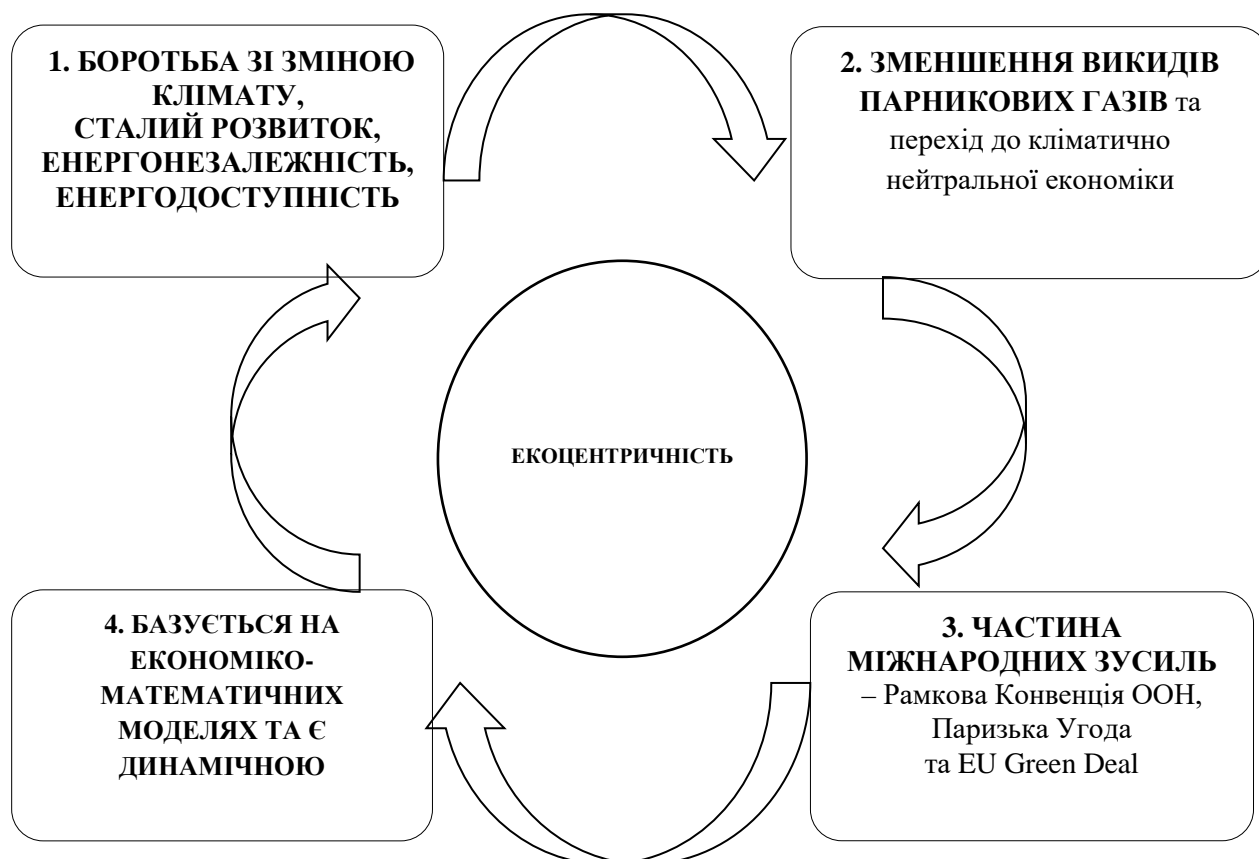 1. БОРОТЬБА ЗІ ЗМІНОЮ
КЛІМАТУ,
СТАЛИЙ РОЗВИТОК,
ЕНЕРГОНЕЗАЛЕЖНІСТЬ,
ЕНЕРГОДОСТУПНІСТЬ
2. ЗМЕНШЕННЯ ВИКИДІВ
ПАРНИКОВИХ ГАЗІВ та
перехід до кліматично
нейтральної економіки
ЕКОЦЕНТРИЧНІСТЬ
4. БАЗУЄТЬСЯ НА
ЕКОНОМІКО-
МАТЕМАТИЧНИХ
МОДЕЛЯХ ТА Є
ДИНАМІЧНОЮ
3. ЧАСТИНА
МІЖНАРОДНИХ ЗУСИЛЬ
– Рамкова Конвенція ООН,
Паризька Угода
та EU Green Deal